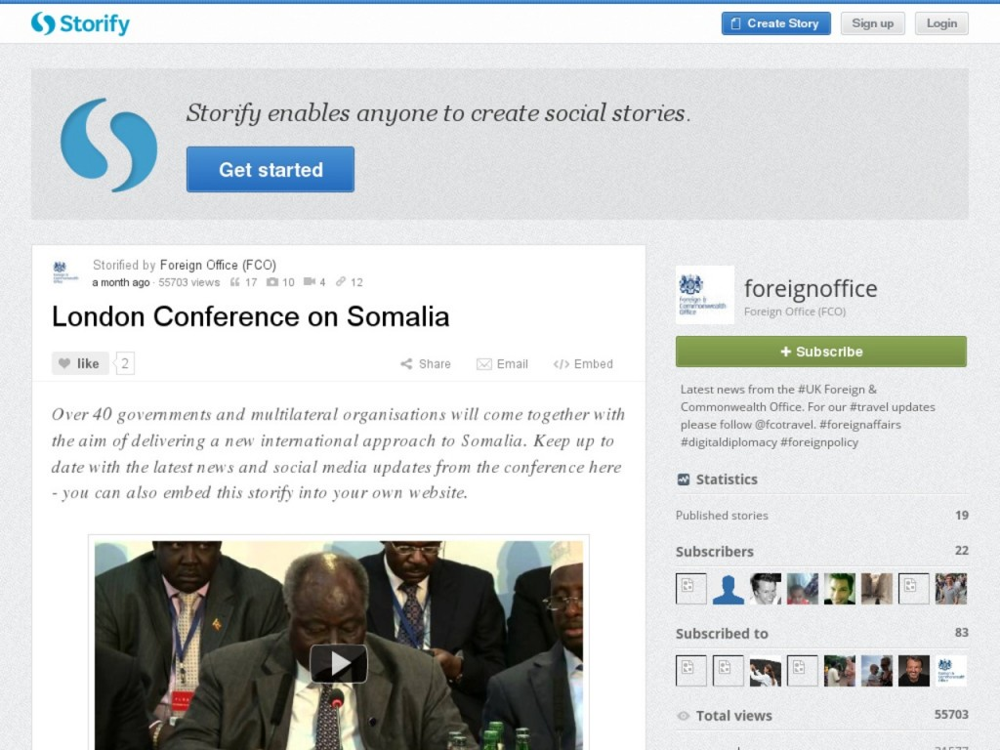 Storify
Create Story
Sign up
Login
Storify enables anyone to create social stories.
Get started
Storified by Foreign Office (FCO)
a month ago · 55703 views 17 10 4 12
London Conference on Somalia
like 2
Share Email </> Embed
Over 40 governments and multilateral organisations will come together with
the aim of delivering a new international approach to Somalia. Keep up to
date with the latest news and social media updates from the conference here
- you can also embed this storify into your own website.
Foreign &
Commonwealth
Office
foreignoffice
Foreign Office (FCO)
+ Subscribe
Latest news from the #UK Foreign &
Commonwealth Office. For our #travel updates
please follow @fcotravel. #foreignaffairs
#digitaldiplomacy #foreignpolicy
Statistics
Published stories 19
Subscribers 22
Subscribed to 83
Total views 55703